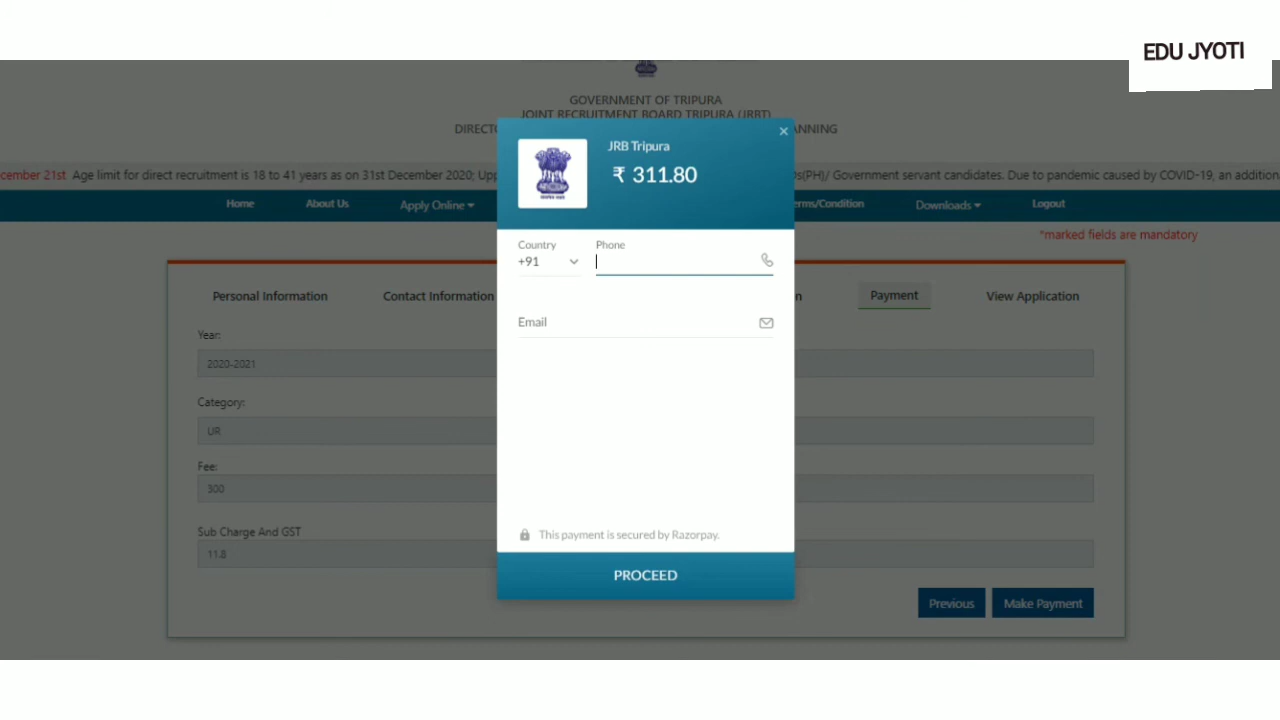 EDU JYOTI
GOVERNMENT OF TRIPURA
JOINT RECRUITMENT BOARD TRIPURA (JRBT)
JRB Tripura
₹ 311.80
×
cember 21st Age limit for direct recruitment is 18 to 41 years as on 31st December 2020; Upp
s(PH)/ Government servant candidates. Due to pandemic caused by COVID-19, an addition
Home About Us Apply Online erms/Condition Downloads Logout
*marked fields are mandatory
Country Phone
+91
Email
Personal Information Contact Information Payment View Application
Year:
2020-2021
Category:
UR
Fee:
300
Sub Charge And GST
11.8
This payment is secured by Razorpay.
PROCEED
Previous Make Payment